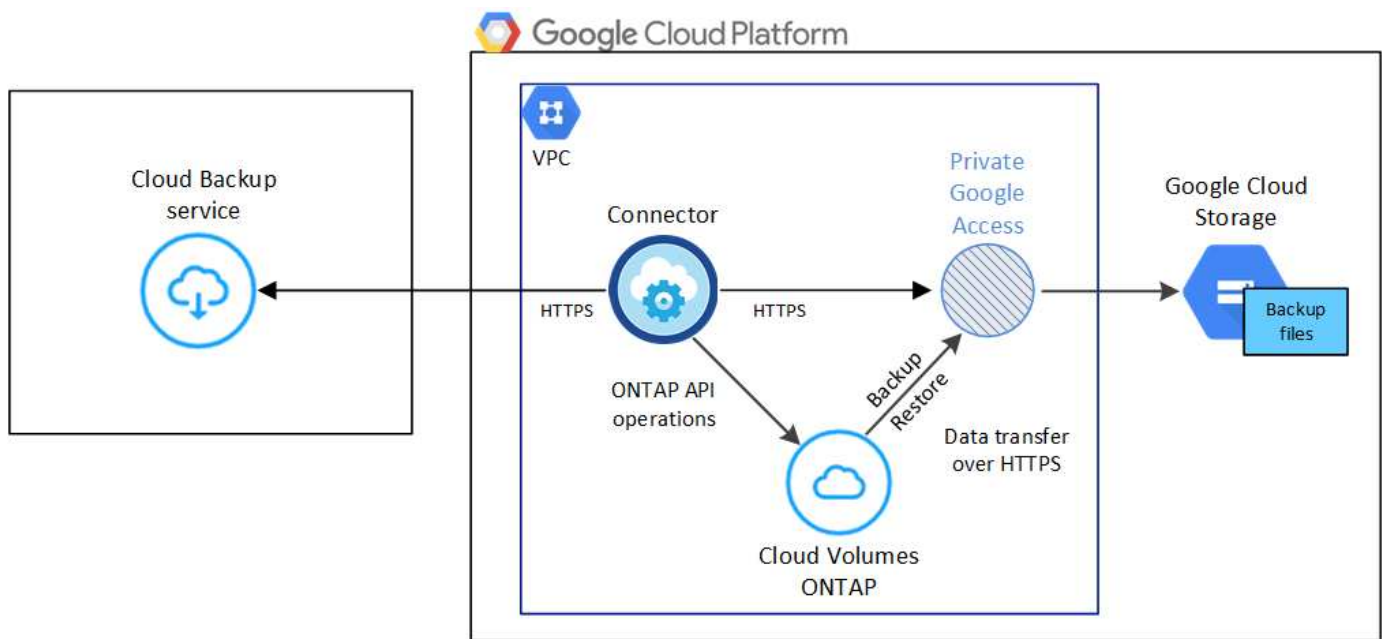 Google Cloud Platform
VPC
Cloud Backup
service
Connector
Private
Google
Access
Google Cloud
Storage
HTTPS
HTTPS
Backup
files
ONTAP API
operations
Backup
Restore
Data transfer
over HTTPS
Cloud Volumes
ONTAP